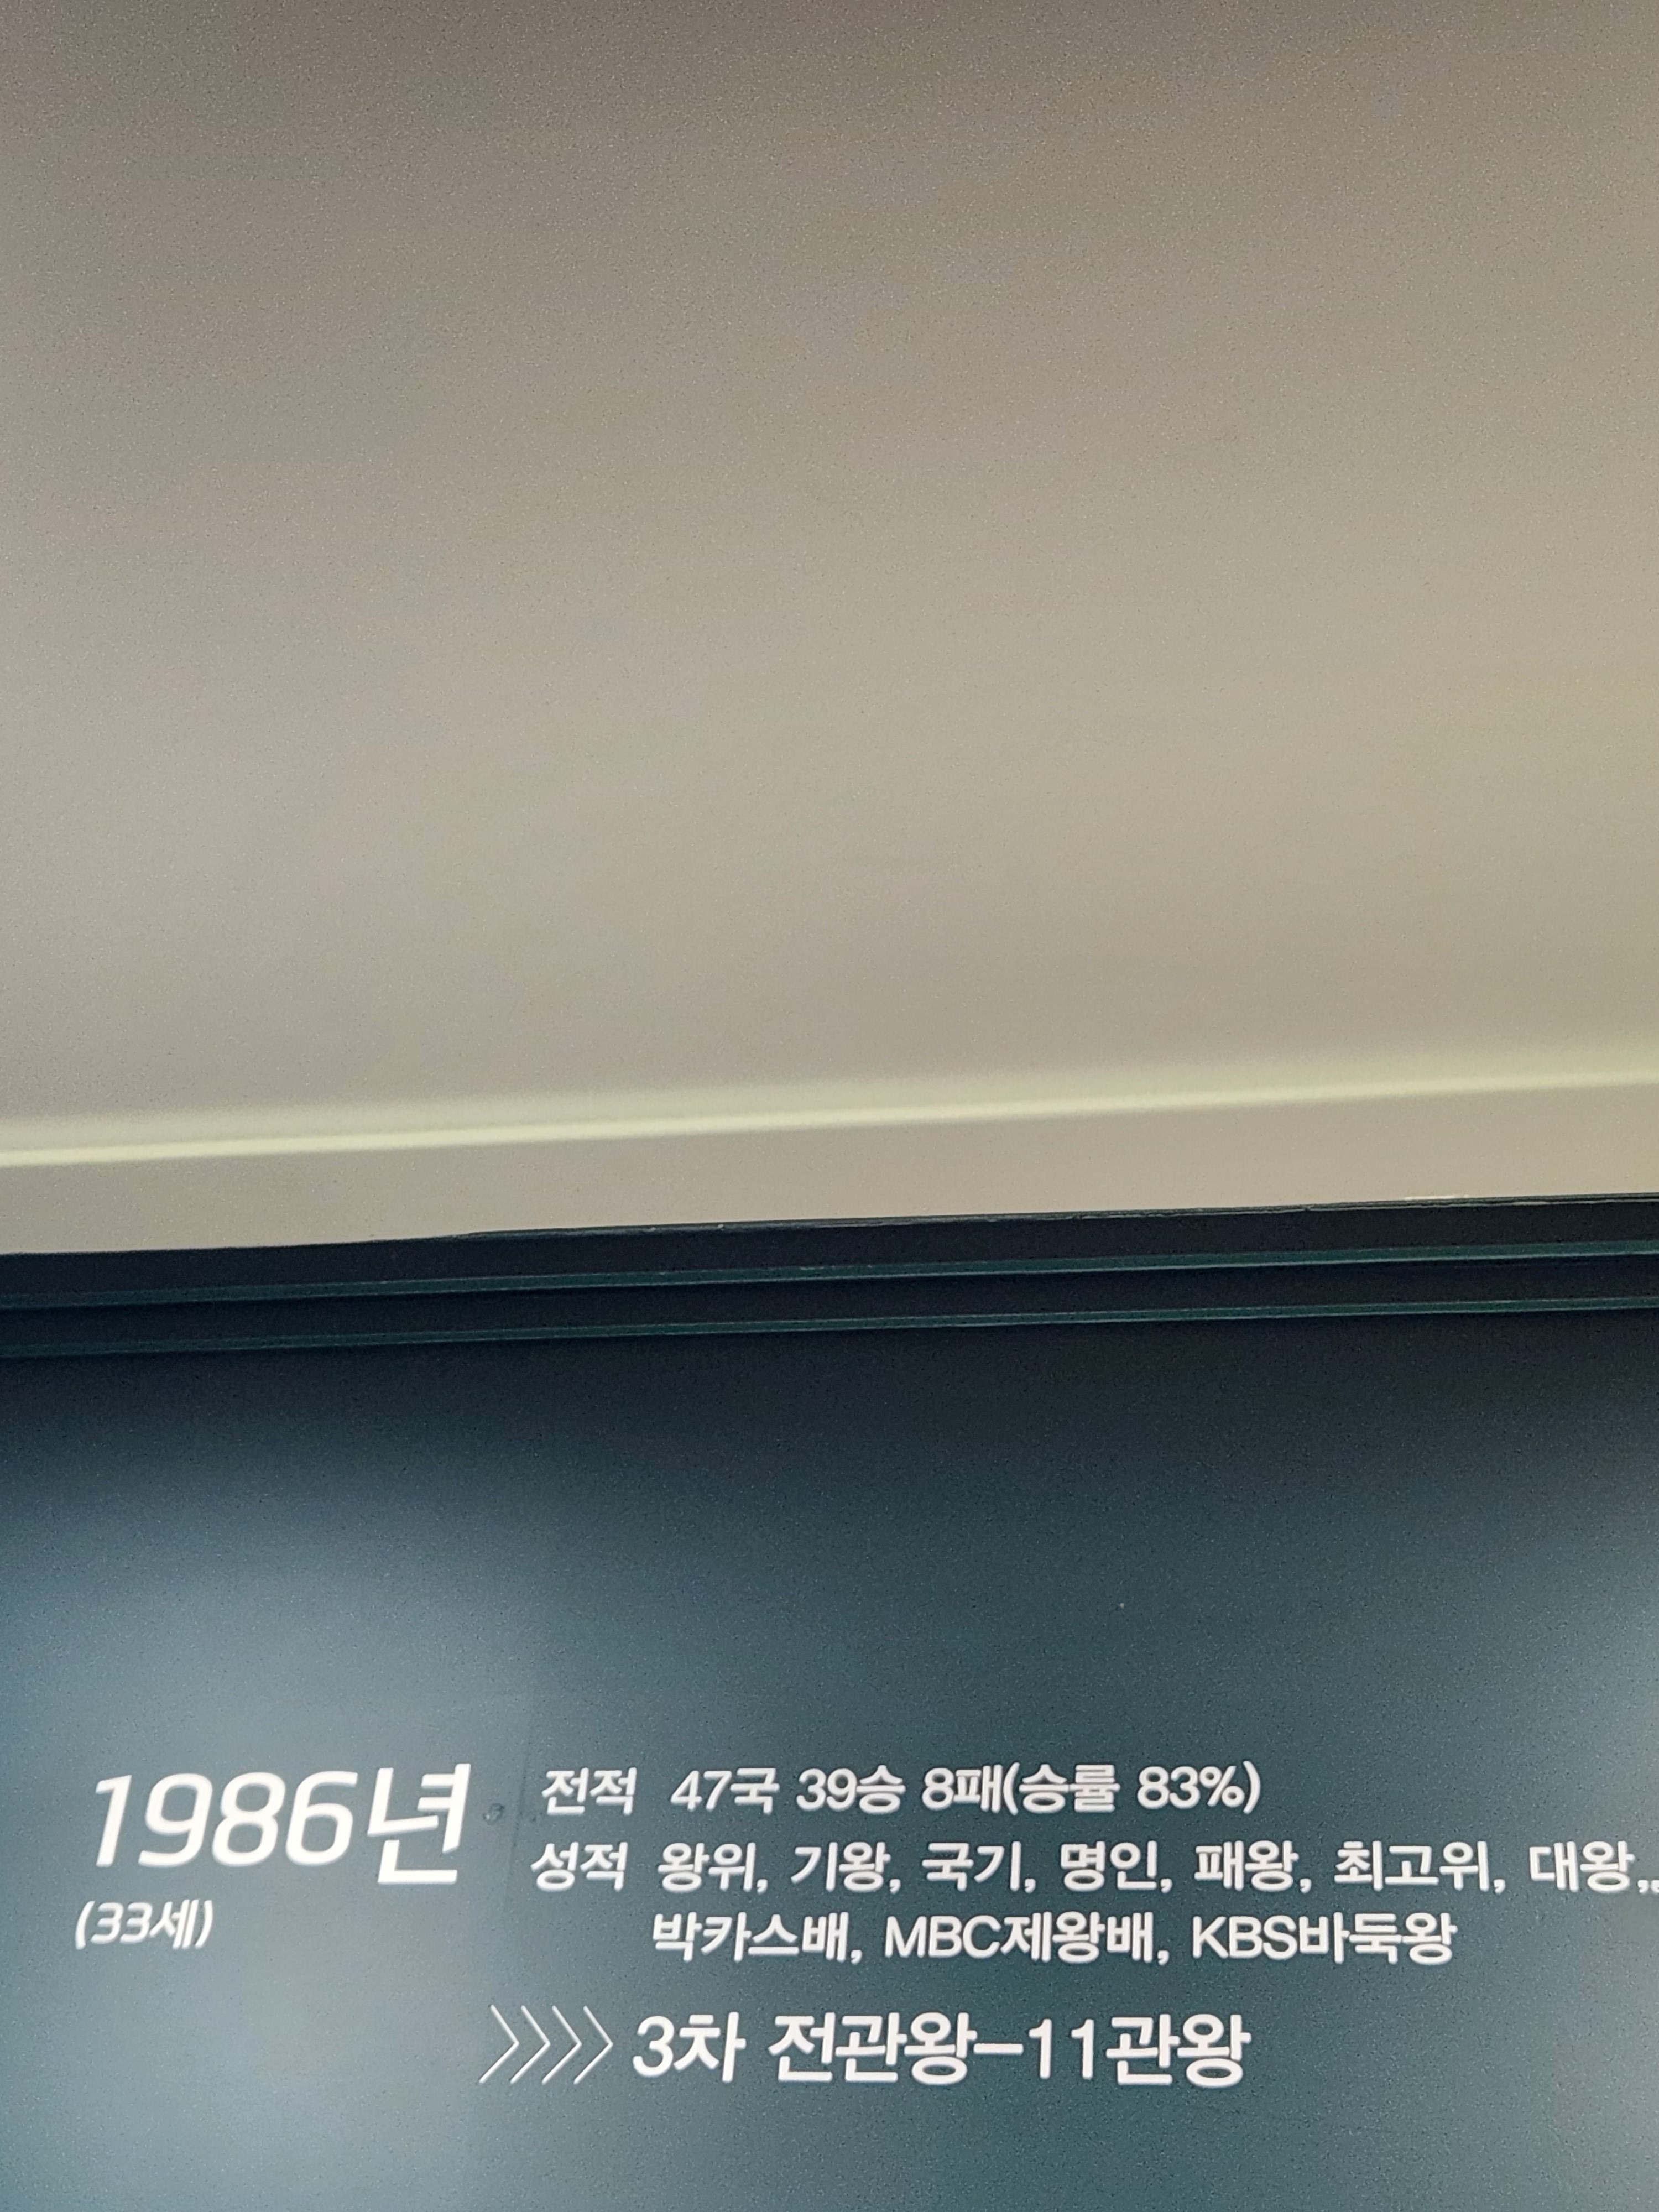 1986년
(33세)
전적 47국 39승 8패(승률 83%)
성적 왕위, 기왕, 국기, 명인, 패왕, 최고위, 대왕,
박카스배, MBC제왕배, KBS바둑왕
》》 3차 전관왕-11관왕